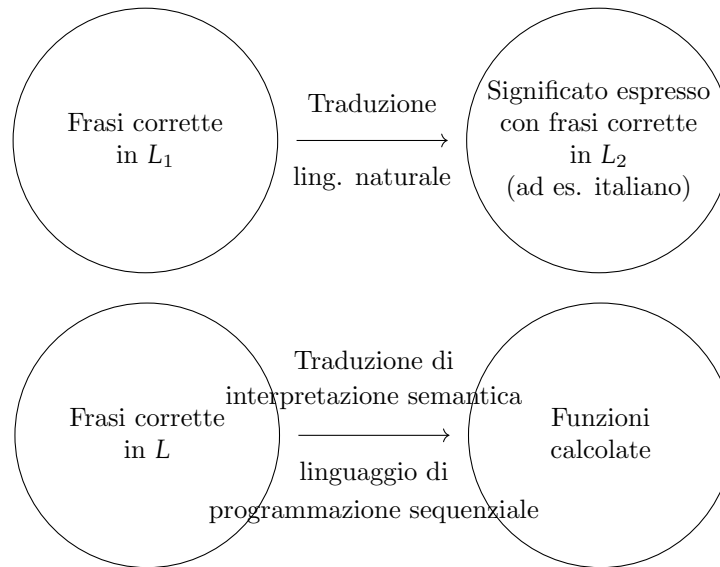 Frasi corrette
in L₁
Traduzione
ling. naturale
Significato espresso
con frasi corrette
in L₂
(ad es. italiano)
Frasi corrette
in L
Traduzione di
interpretazione semantica
linguaggio di
programmazione sequenziale
Funzioni
calcolate